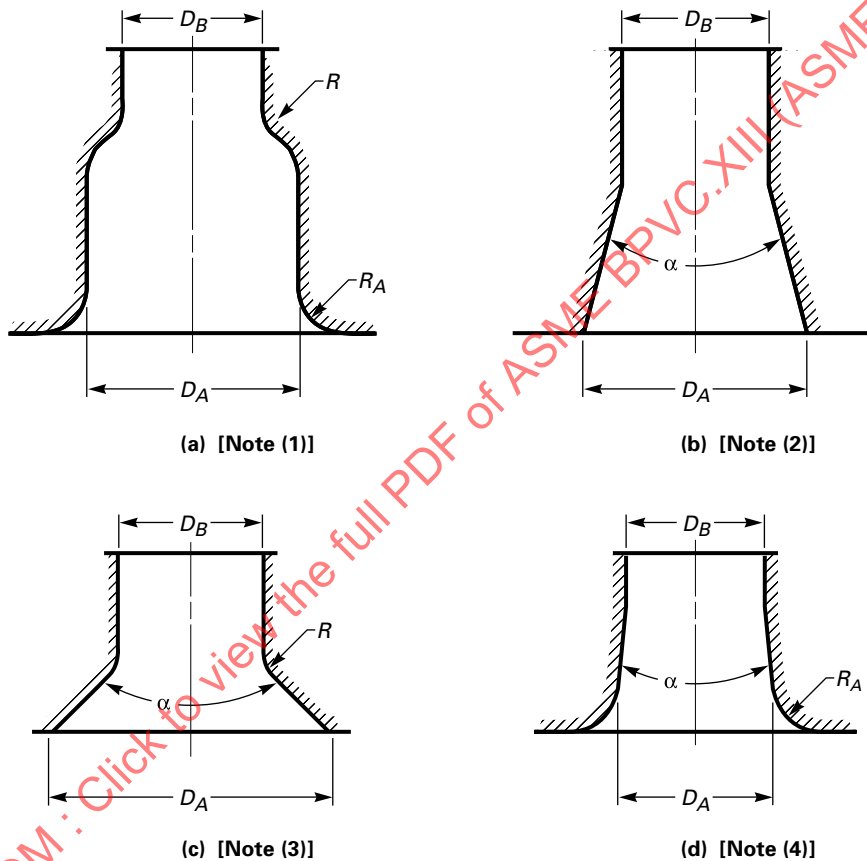 D_B
D_B
R
R_A
α
D_A
D_A
(a) [Note (1)]
(b) [Note (2)]
D_B
D_B
R
α
α
R_A
D_A
D_A
(c) [Note (3)]
(d) [Note (4)]
OM : Click to view the full PDF of ASME BPVC.XIII (ASME